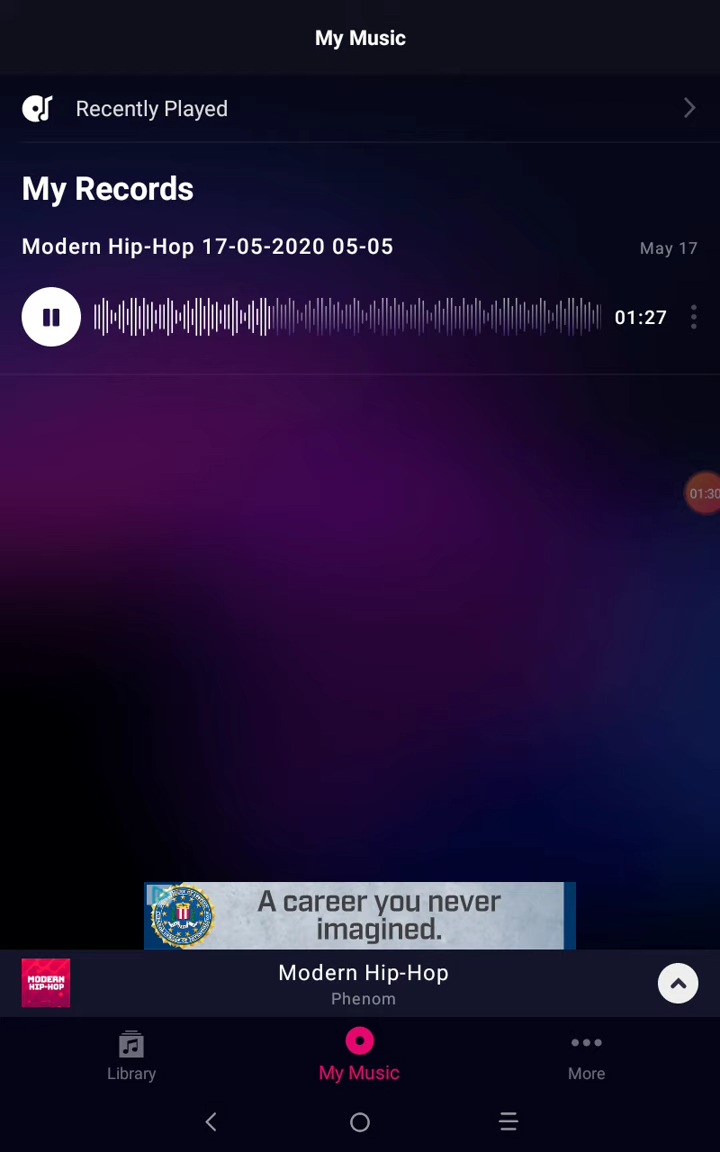 My Music
Recently Played
My Records
Modern Hip-Hop 17-05-2020 05-05
May 17
01:27
01:30
A career you never
imagined.
MODERN
HIP-HOP
Modern Hip-Hop
Phenom
Library
My Music
More